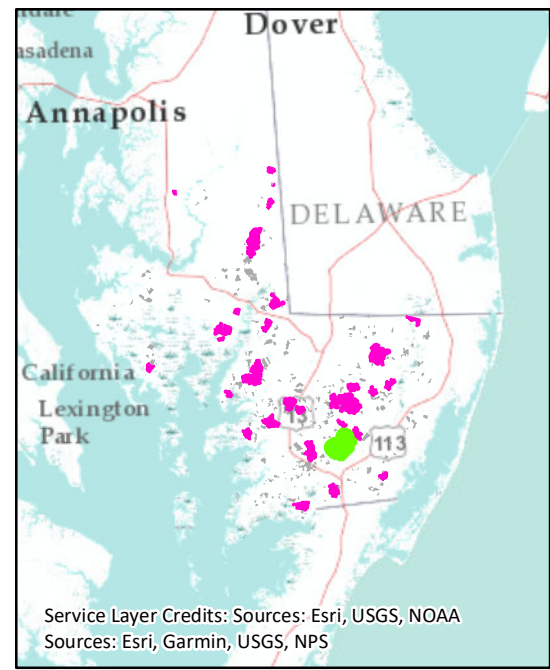 Dover
asadena
Annapolis
DELAWARE
California
Lexington
Park
13
113
Service Layer Credits: Sources: Esri, USGS, NOAA
Sources: Esri, Garmin, USGS, NPS